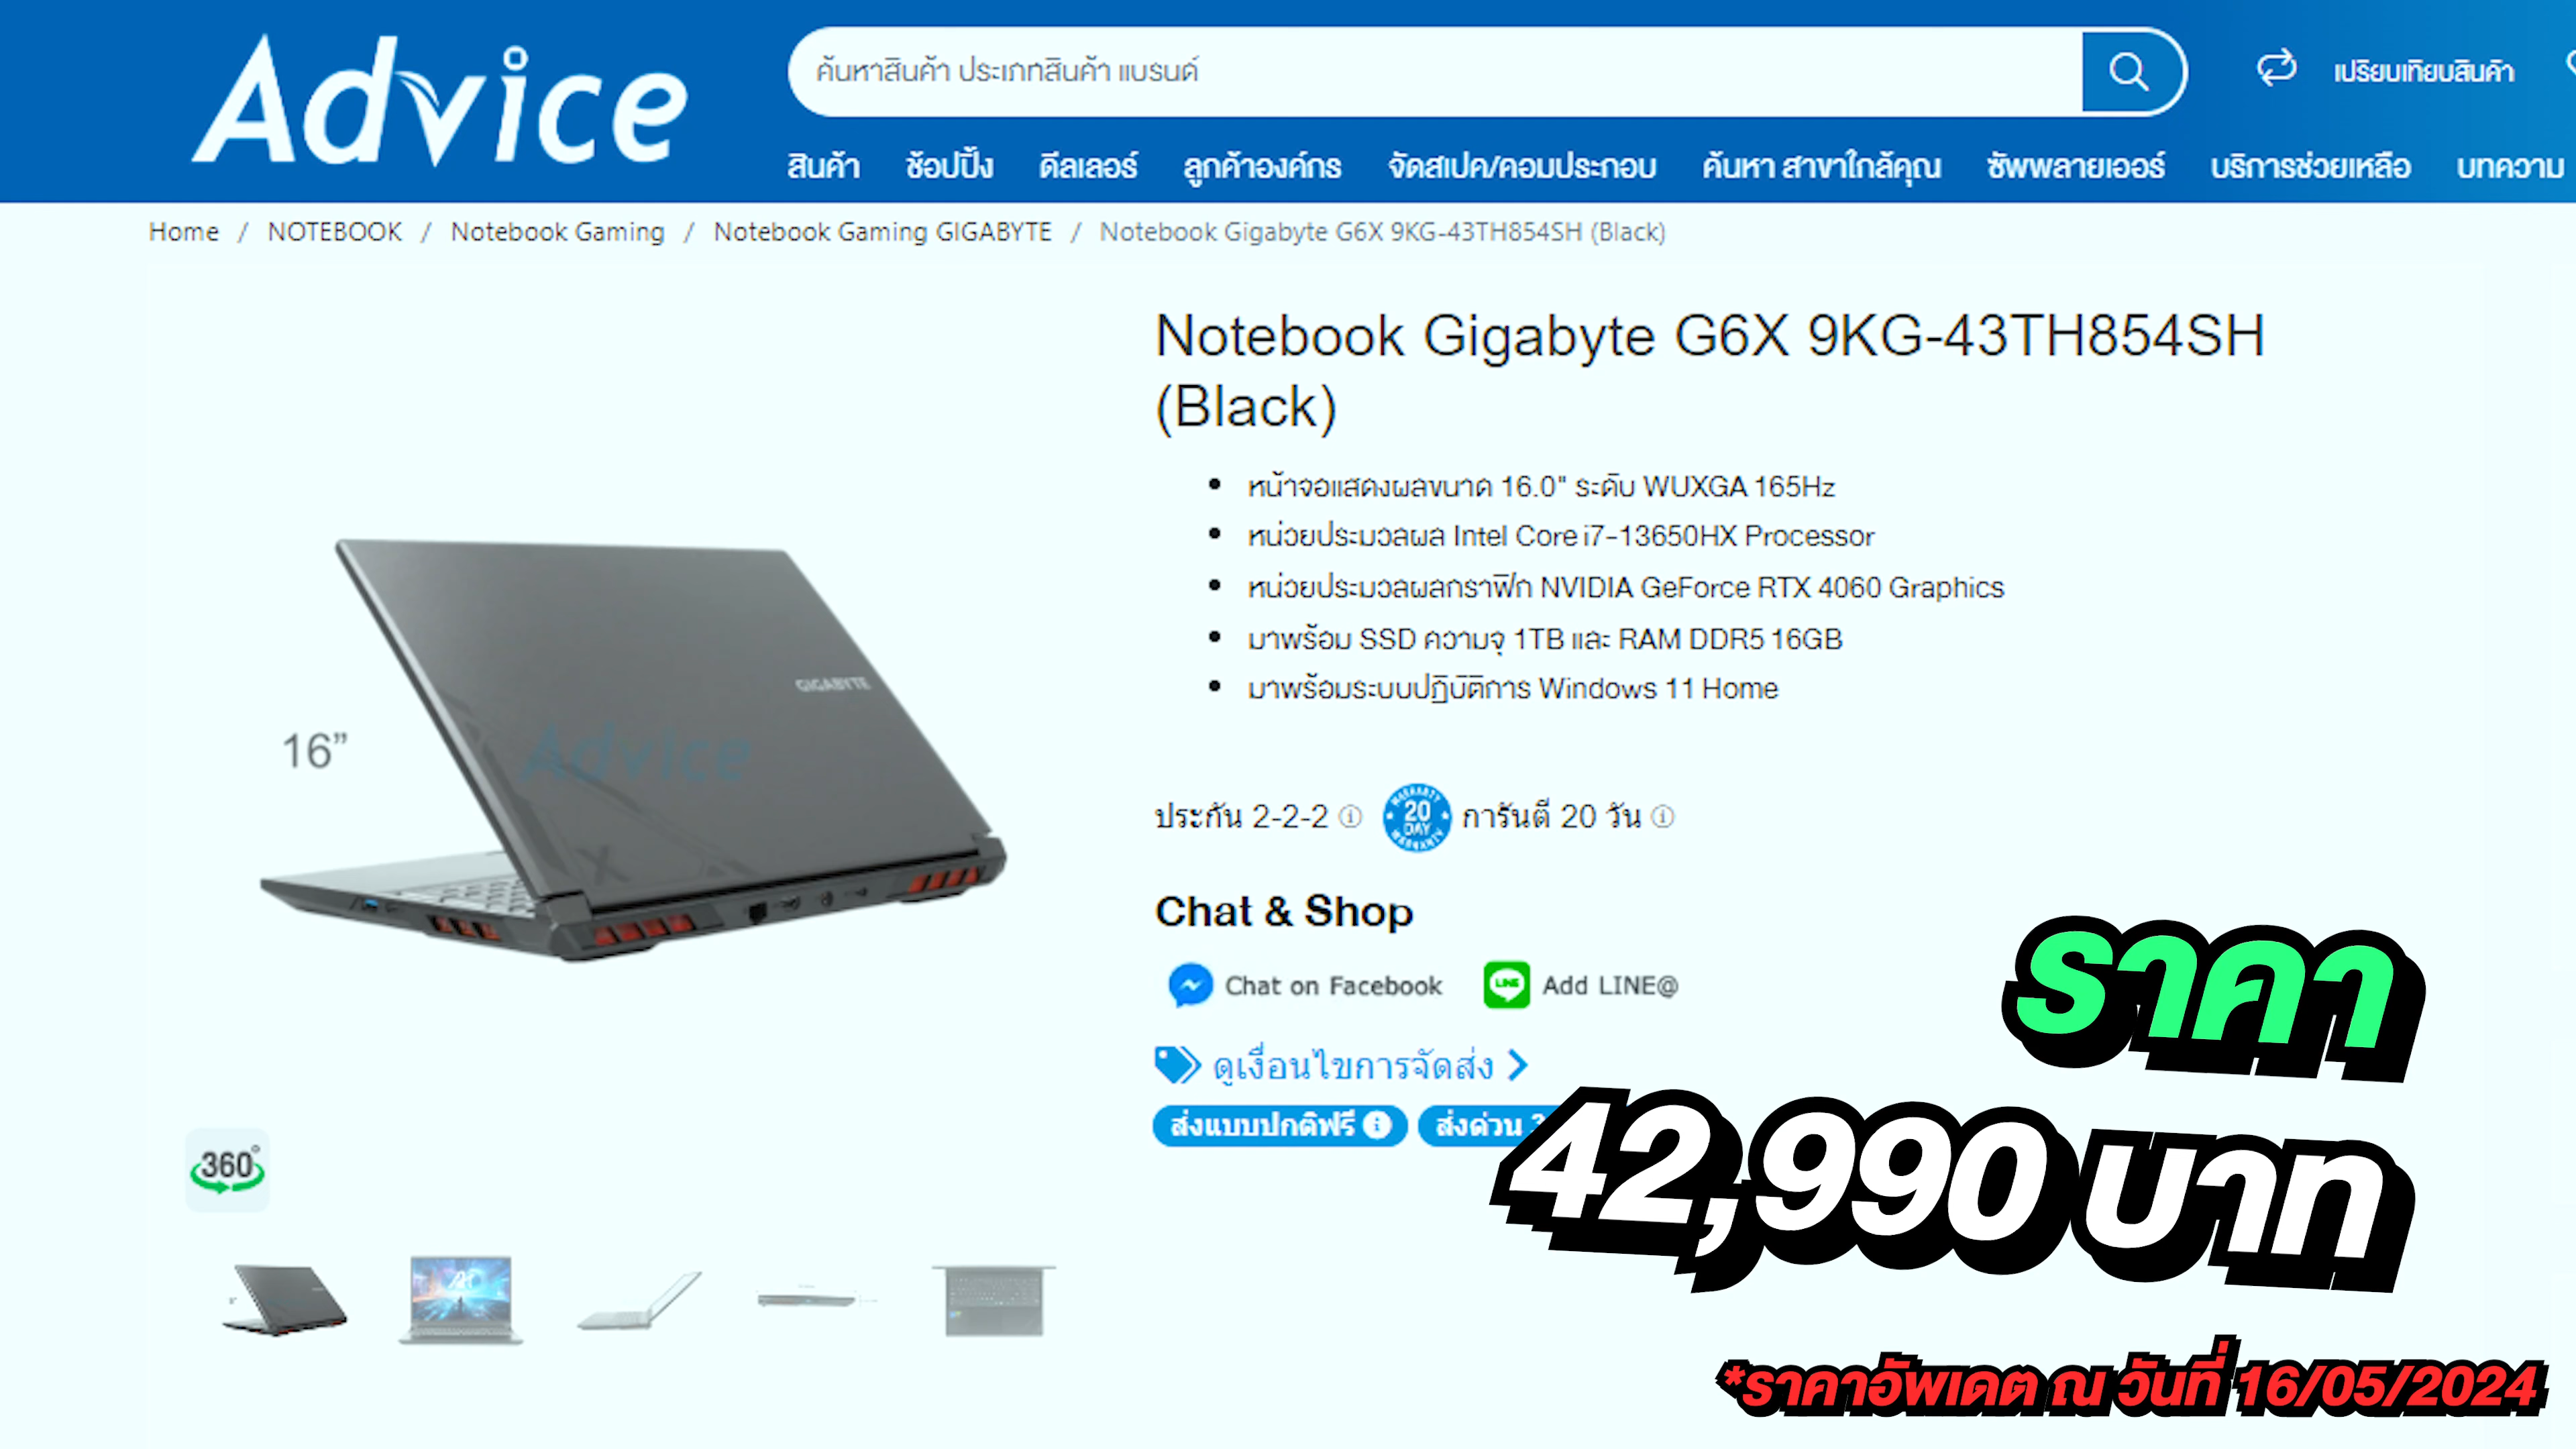 Advice
ค้นหาสินค้า ประเภทสินค้า แบรนด์
เปรียบเทียบสินค้า
สินค้า ช้อปปิ้ง ดีลเลอร์ ลูกค้าองค์กร จัดสเปค/คอมประกอบ ค้นหา สาขาใกล้คุณ ซัพพลายเออร์ บริการช่วยเหลือ บทความ
Home / NOTEBOOK / Notebook Gaming / Notebook Gaming GIGABYTE / Notebook Gigabyte G6X 9KG-43TH854SH (Black)
Notebook Gigabyte G6X 9KG-43TH854SH
(Black)
หน้าจอแสดงผลขนาด 16.0" ระดับ WUXGA 165Hz
หน่วยประมวลผล Intel Core i7-13650HX Processor
หน่วยประมวลผลกราฟิก NVIDIA GeForce RTX 4060 Graphics
มาพร้อม SSD ความจุ 1TB และ RAM DDR5 16GB
มาพร้อมระบบปฏิบัติการ Windows 11 Home
GIGABYTE
Advice
16”
ประกัน 2-2-2 WARRANTY 20 DAY WARRANTY การันตี 20 วัน
Chat & Shop
Chat on Facebook LINE Add LINE@
ดูเงื่อนไขการจัดส่ง
ส่งแบบปกติฟรี ส่งด่วน
360°
ราคา
42,990 บาท
*ราคาอัพเดต ณ วันที่ 16/05/2024